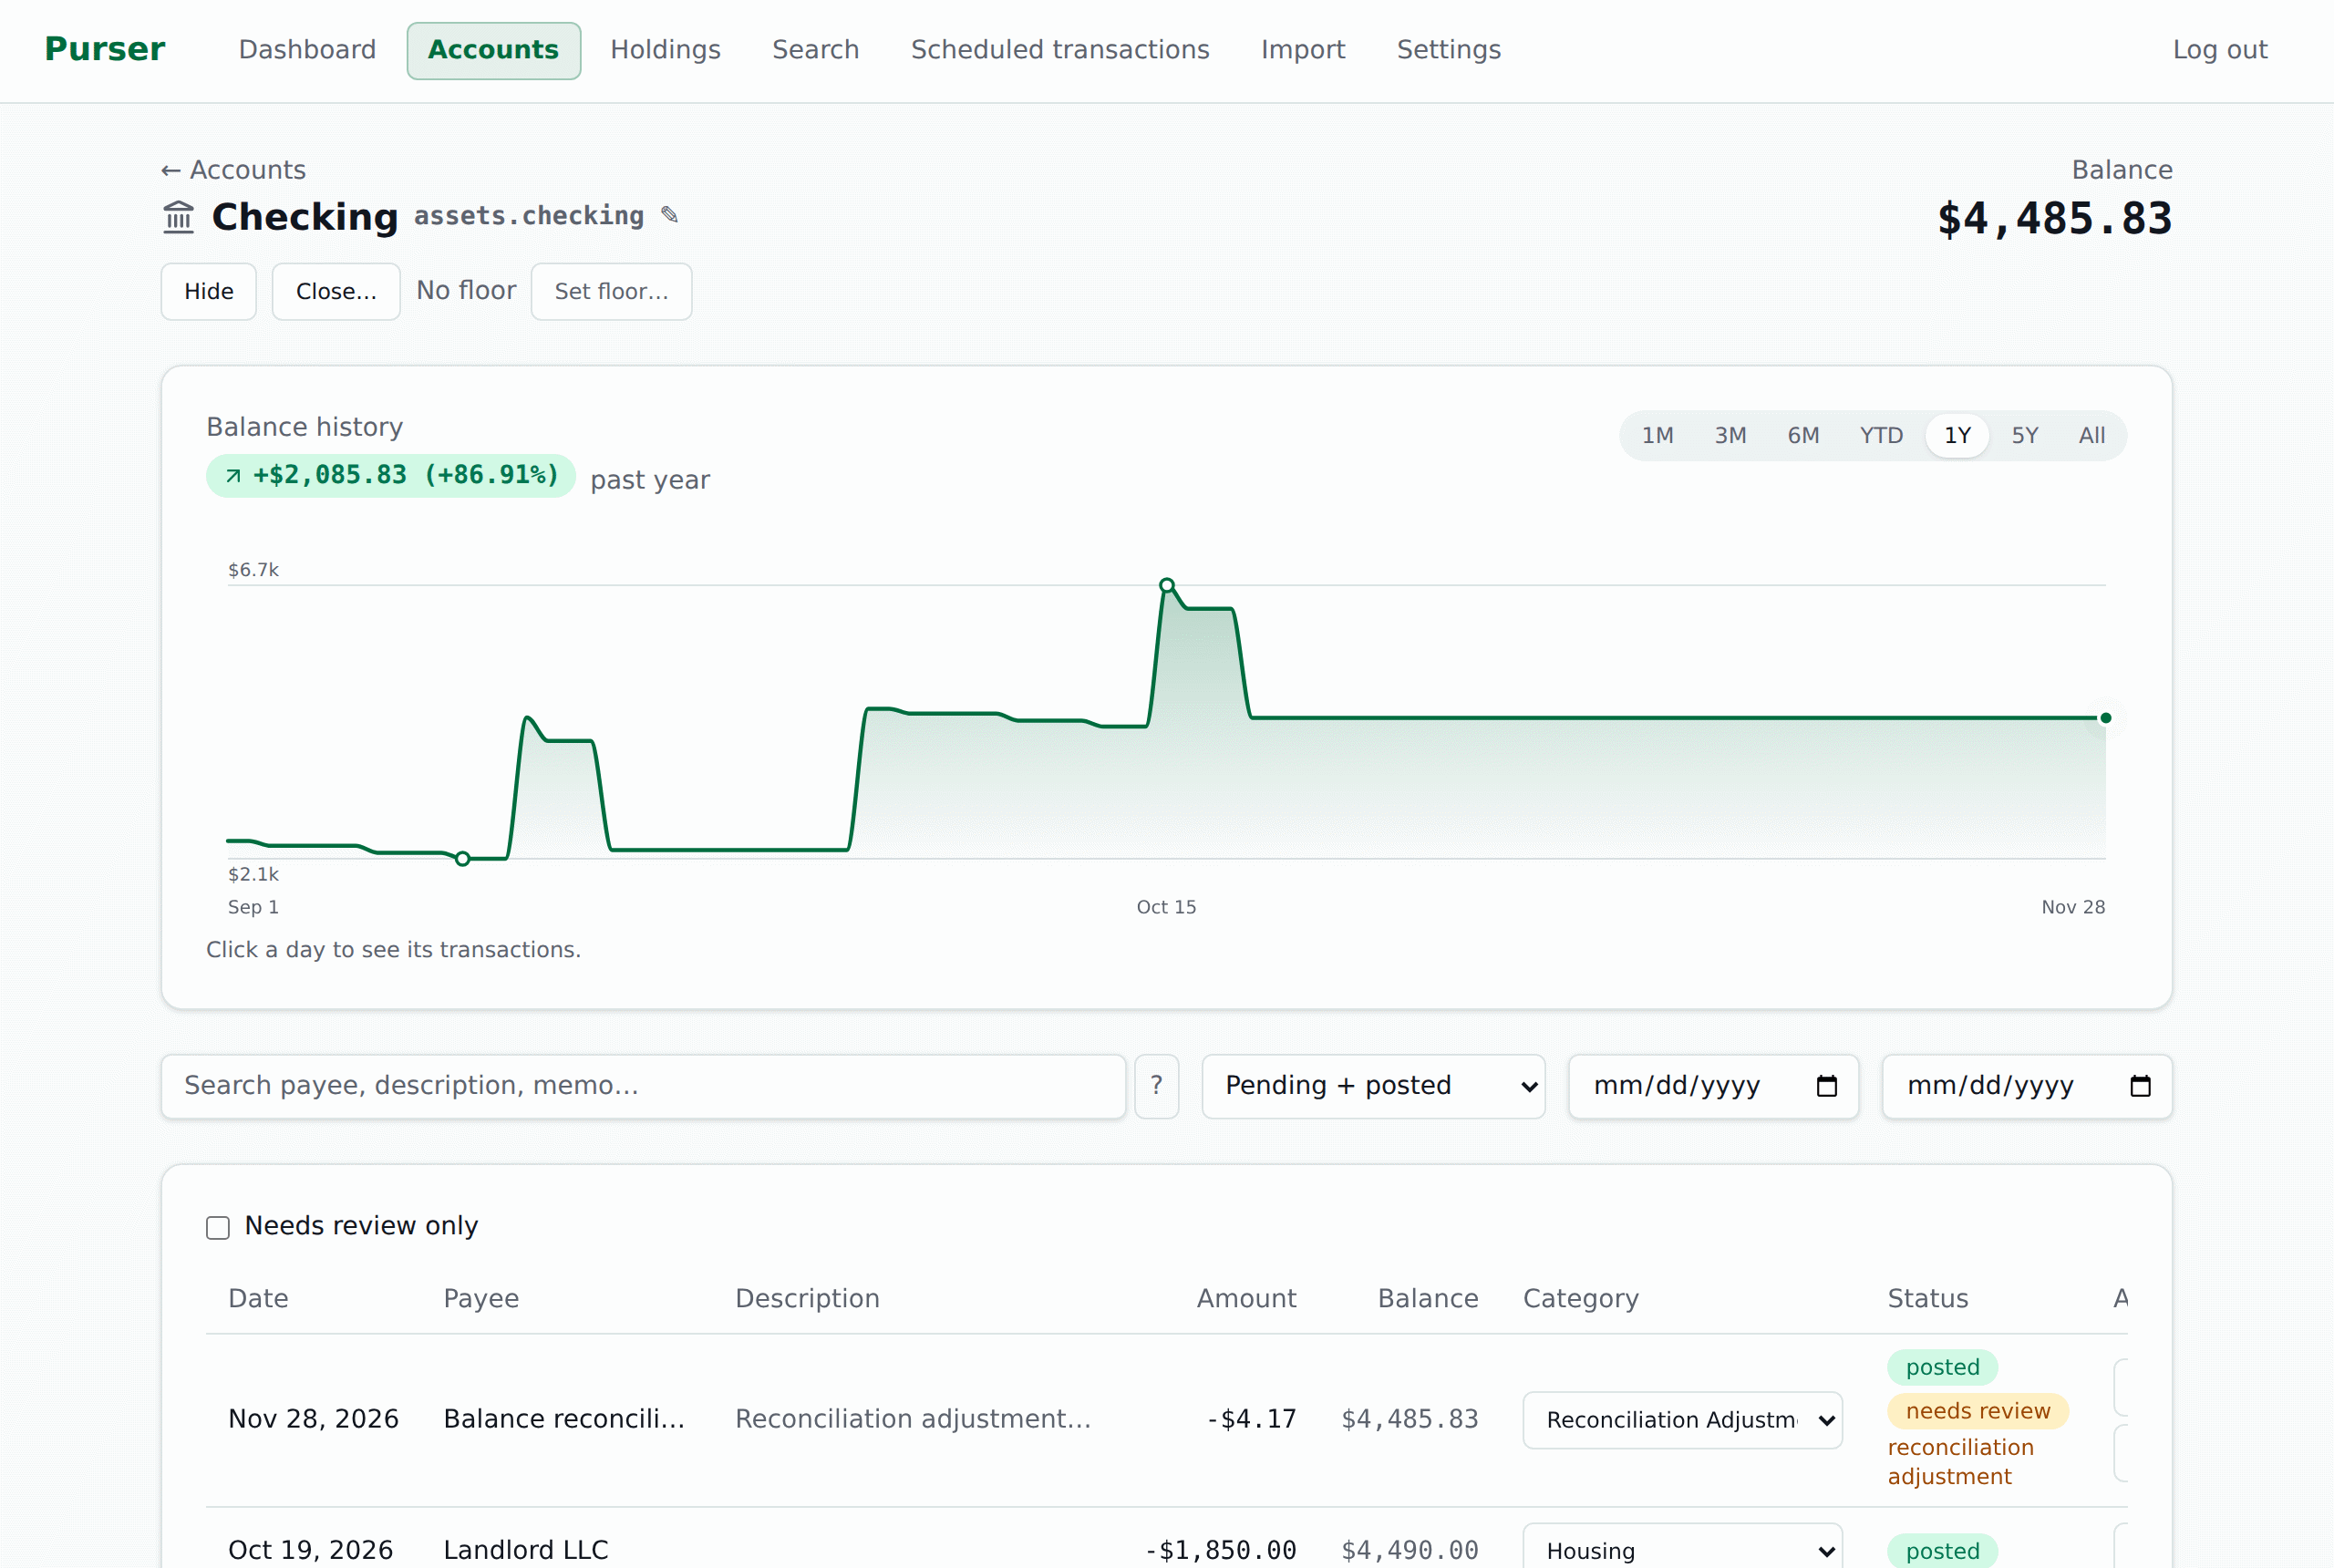 Purser Dashboard Accounts Holdings Search Scheduled transactions Import Settings Log out
← Accounts
Balance
Checking assets.checking ✎
$4,485.83
Hide Close... No floor Set floor...
Balance history
1M 3M 6M YTD 1Y 5Y All
+$2,085.83 (+86.91%) past year
$6.7k
$2.1k
Sep 1 Oct 15 Nov 28
Click a day to see its transactions.
Search payee, description, memo... ? Pending + posted mm/dd/yyyy mm/dd/yyyy
Needs review only
Date Payee Description Amount Balance Category Status
posted
needs review
Nov 28, 2026 Balance reconcili... Reconciliation adjustment... -$4.17 $4,485.83 Reconciliation Adjustm
reconciliation
adjustment
Oct 19, 2026 Landlord LLC -$1,850.00 $4,490.00 Housing posted